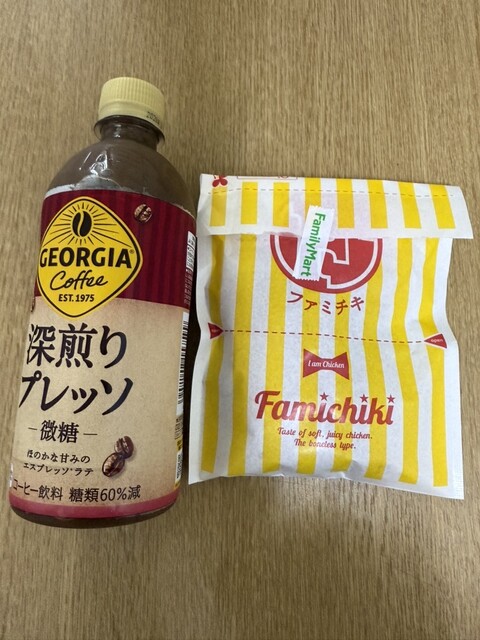 GEORGIA
Coffee
EST. 1975
深煎り
プレッソ
微糖
ほのかな甘みの
エスプレッソ・ラテ
コーヒー飲料 糖類60%減
FamilyMart
ファミチキ
I am Chicken
Famichiki
Taste of soft, juicy chicken.
The boneless type.